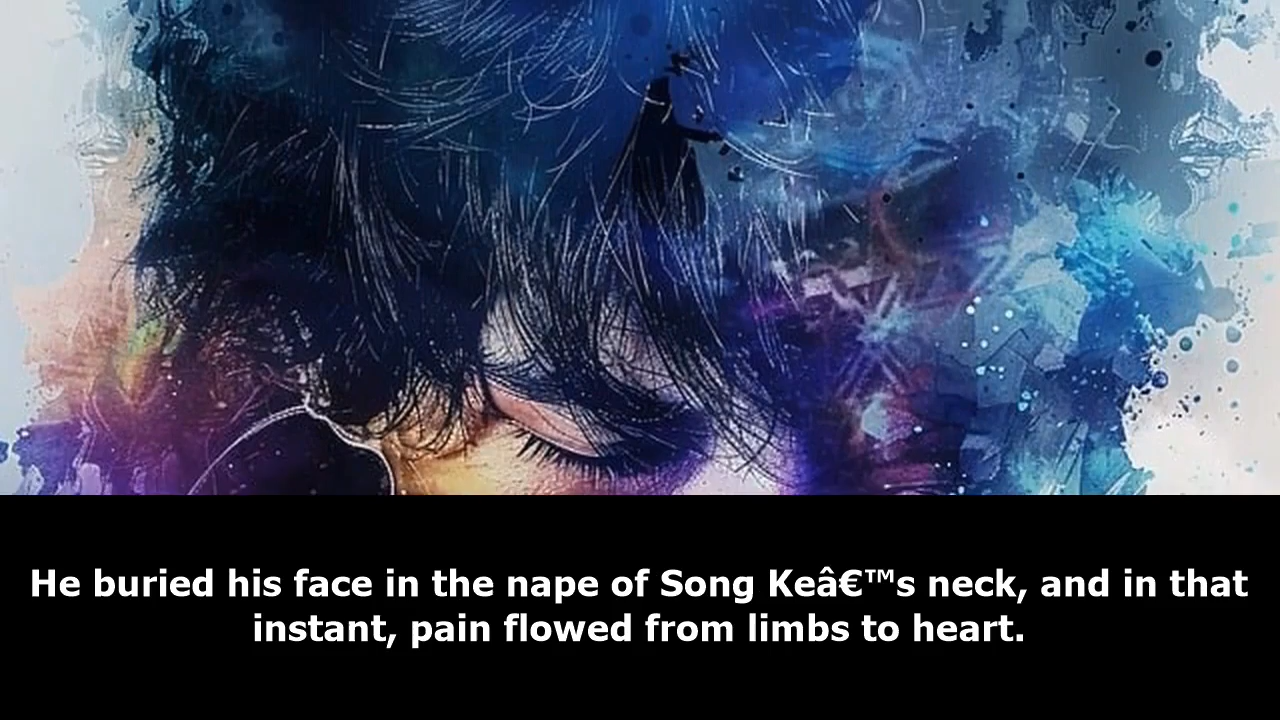 He buried his face in the nape of Song Keâ€™s neck, and in that
instant, pain flowed from limbs to heart.